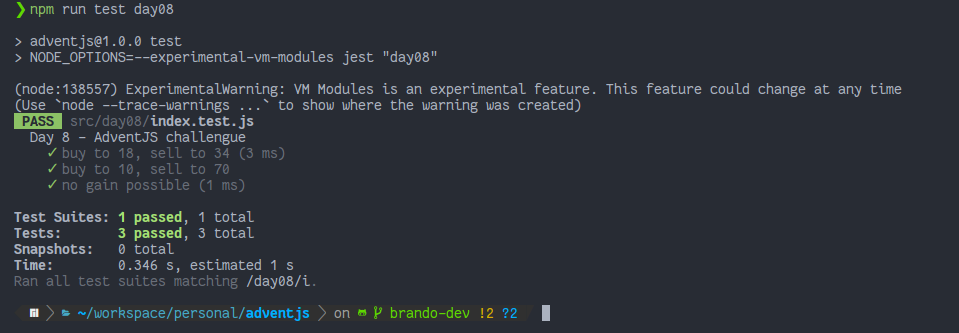 ❯ npm run test day08
> adventjs@1.0.0 test
> NODE_OPTIONS=--experimental-vm-modules jest "day08"
(node:138557) ExperimentalWarning: VM Modules is an experimental feature. This feature could change at any time
(Use `node --trace-warnings ...` to show where the warning was created)
PASS src/day08/index.test.js
Day 8 - AdventJS challengue
✓ buy to 18, sell to 34 (3 ms)
✓ buy to 10, sell to 70
✓ no gain possible (1 ms)
Test Suites: 1 passed, 1 total
Tests: 3 passed, 3 total
Snapshots: 0 total
Time: 0.346 s, estimated 1 s
Ran all test suites matching /day08/i.
~/workspace/personal/adventjs on brando-dev !2 ?2